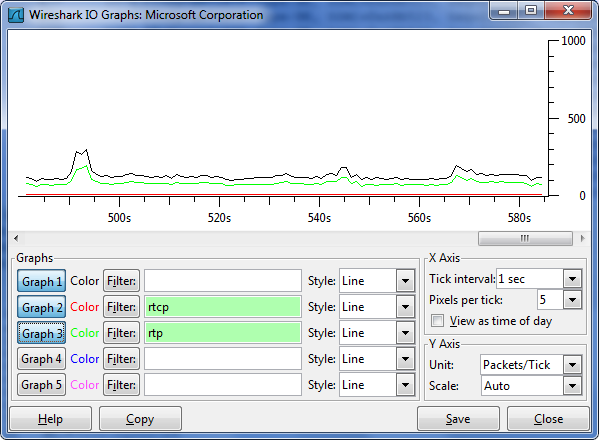 Wireshark IO Graphs: Microsoft Corporation
1000
500
0
500s 520s 540s 560s 580s
Graphs
Graph 1 Color Filter: Style: Line
Graph 2 Color Filter: rtcp Style: Line
Graph 3 Color Filter: rtp Style: Line
Graph 4 Color Filter: Style: Line
Graph 5 Color Filter: Style: Line
X Axis
Tick interval: 1 sec
Pixels per tick: 5
View as time of day
Y Axis
Unit: Packets/Tick
Scale: Auto
Help Copy Save Close